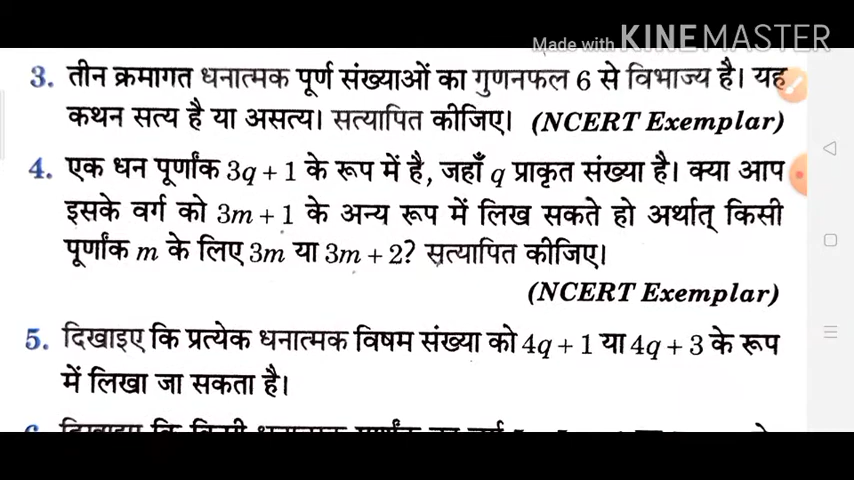 Made with KINEMASTER
3. तीन क्रमागत धनात्मक पूर्ण संख्याओं का गुणनफल 6 से विभाज्य है। यह
कथन सत्य है या असत्य। सत्यापित कीजिए। (NCERT Exemplar)
4. एक धन पूर्णांक 3q + 1 के रूप में है, जहाँ q प्राकृत संख्या है। क्या आप
इसके वर्ग को 3m + 1 के अन्य रूप में लिख सकते हो अर्थात् किसी
पूर्णांक m के लिए 3m या 3m + 2? सत्यापित कीजिए।
(NCERT Exemplar)
5. दिखाइए कि प्रत्येक धनात्मक विषम संख्या को 4q + 1 या 4q + 3 के रूप
में लिखा जा सकता है।